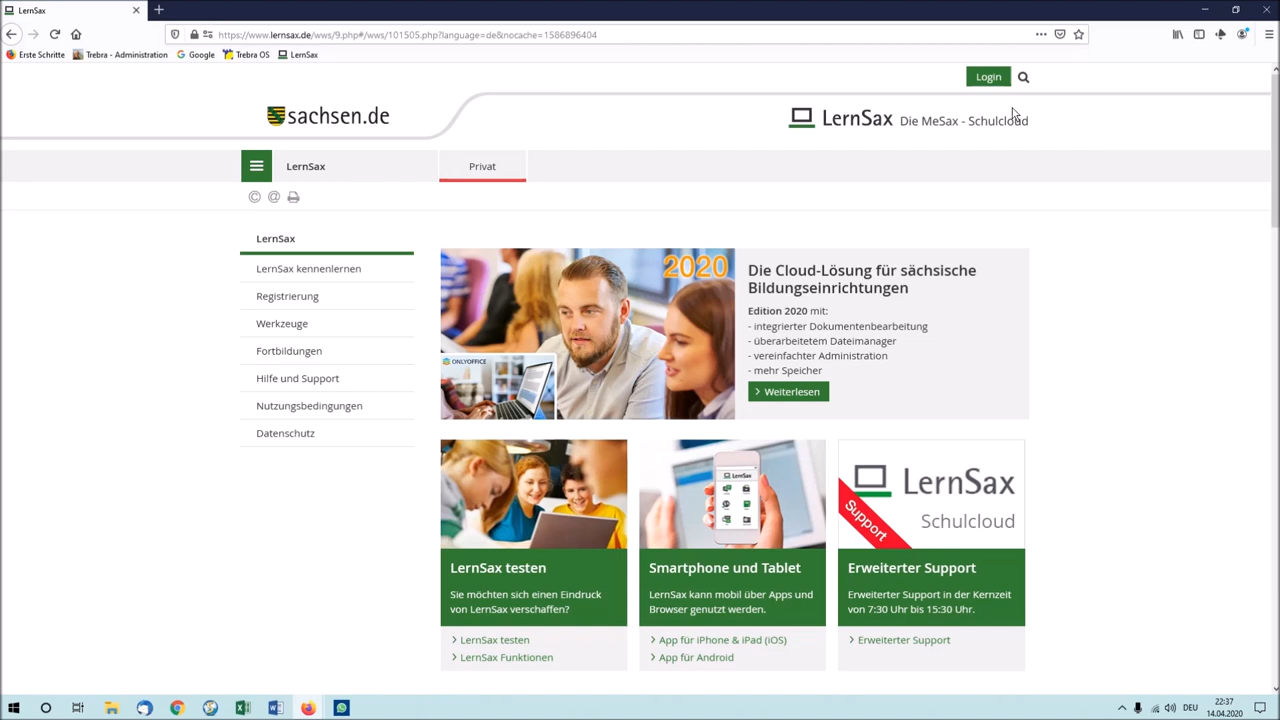 LernSax
https://www.lernsax.de/wws/9.php#/wws/101505.php?language=de&nocache=1586896404
Erste Schritte
Trebra - Administration
Google
Trebra OS
LernSax
Login
sachsen.de
LernSax Die MeSax - Schulcloud
LernSax
Privat
LernSax
LernSax kennenlernen
Registrierung
Werkzeuge
Fortbildungen
Hilfe und Support
Nutzungsbedingungen
Datenschutz
2020
ONLYOFFICE
Die Cloud-Lösung für sächsische
Bildungseinrichtungen
Edition 2020 mit:
- integrierter Dokumentenbearbeitung
- überarbeitetem Dateimanager
- vereinfachter Administration
- mehr Speicher
Weiterlesen
LernSax testen
Sie möchten sich einen Eindruck
von LernSax verschaffen?
LernSax testen
LernSax Funktionen
LernSax
Smartphone und Tablet
LernSax kann mobil über Apps und
Browser genutzt werden.
App für iPhone & iPad (iOS)
App für Android
LernSax
Schulcloud
Support
Erweiterter Support
Erweiterter Support in der Kernzeit
von 7:30 Uhr bis 15:30 Uhr.
Erweiterter Support
DEU
22:37
14.04.2020